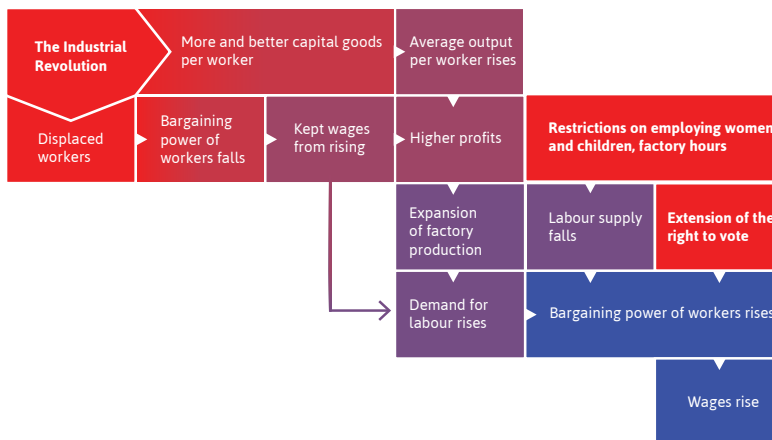 The Industrial
Revolution
More and better capital goods
per worker
Average output
per worker rises
Displaced
workers
Bargaining
power of
workers falls
Kept wages
from rising
Higher profits
Restrictions on employing women
and children, factory hours
Expansion
of factory
production
Labour supply
falls
Extension of the
right to vote
Demand for
labour rises
Bargaining power of workers rises
Wages rise